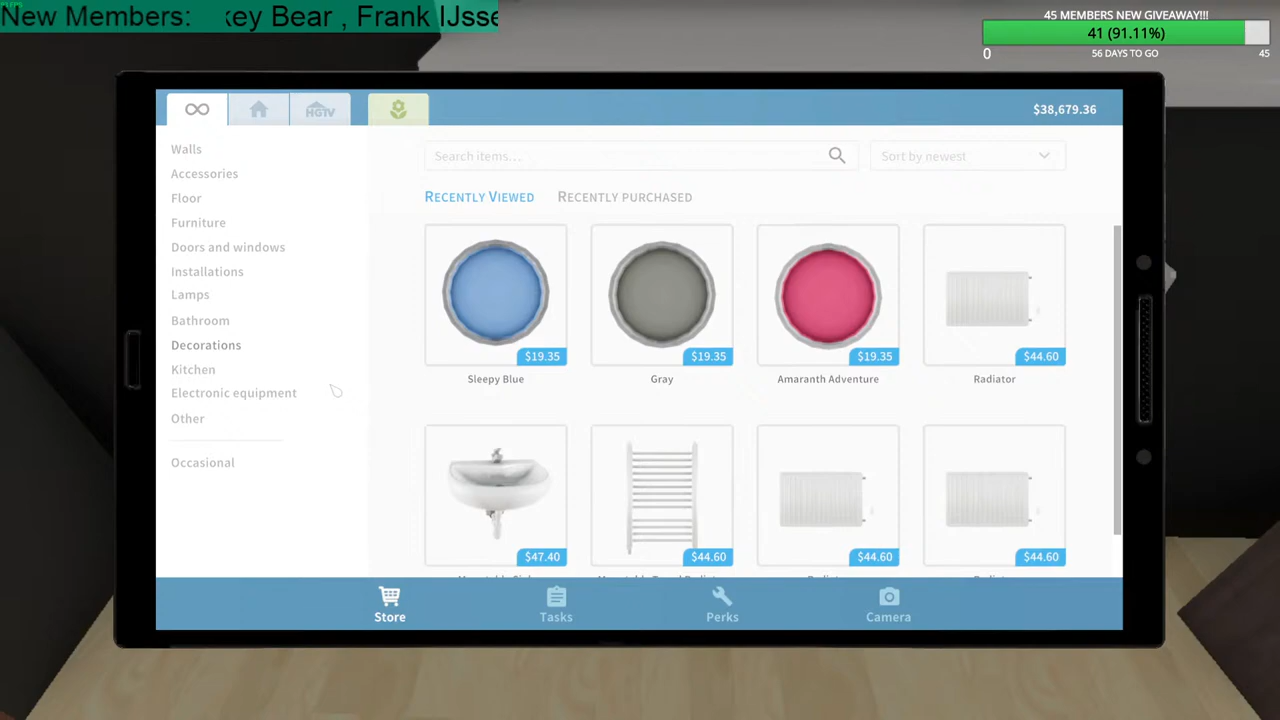 New Members: key Bear , Frank IJsse
45 MEMBERS NEW GIVEAWAY!!!
41 (91.11%)
0 56 DAYS TO GO 45
HGTV
$38,679.36
Walls
Accessories
Floor
Furniture
Doors and windows
Installations
Lamps
Bathroom
Decorations
Kitchen
Electronic equipment
Other
Occasional
Search items...
Sort by newest
RECENTLY VIEWED RECENTLY PURCHASED
$19.35 $19.35 $19.35 $44.60
Sleepy Blue Gray Amaranth Adventure Radiator
$47.40 $44.60 $44.60 $44.60
Store Tasks Perks Camera